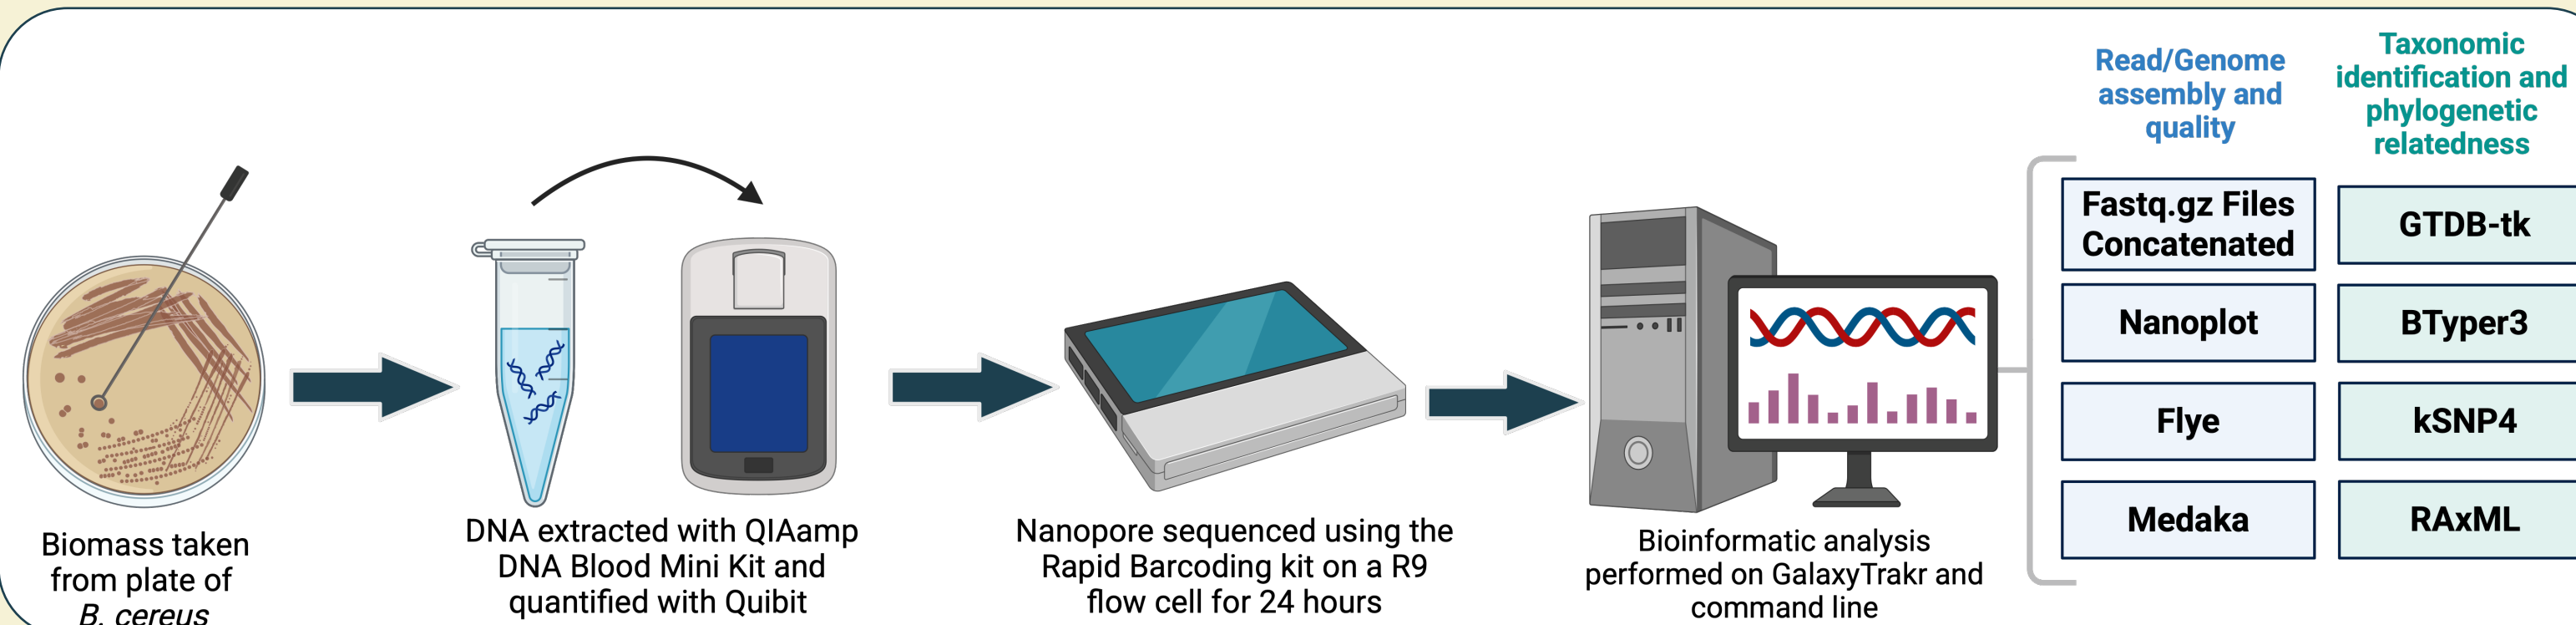 Biomass taken
from plate of
B. cereus
DNA extracted with QIAamp
DNA Blood Mini Kit and
quantified with Quibit
Nanopore sequenced using the
Rapid Barcoding kit on a R9
flow cell for 24 hours
Bioinformatic analysis
performed on GalaxyTrakr and
command line
Read/Genome
assembly and
quality
Fastq.gz Files
Concatenated
Nanoplot
Flye
Medaka
Taxonomic
identification and
phylogenetic
relatedness
GTDB-tk
BTyper3
kSNP4
RAxML